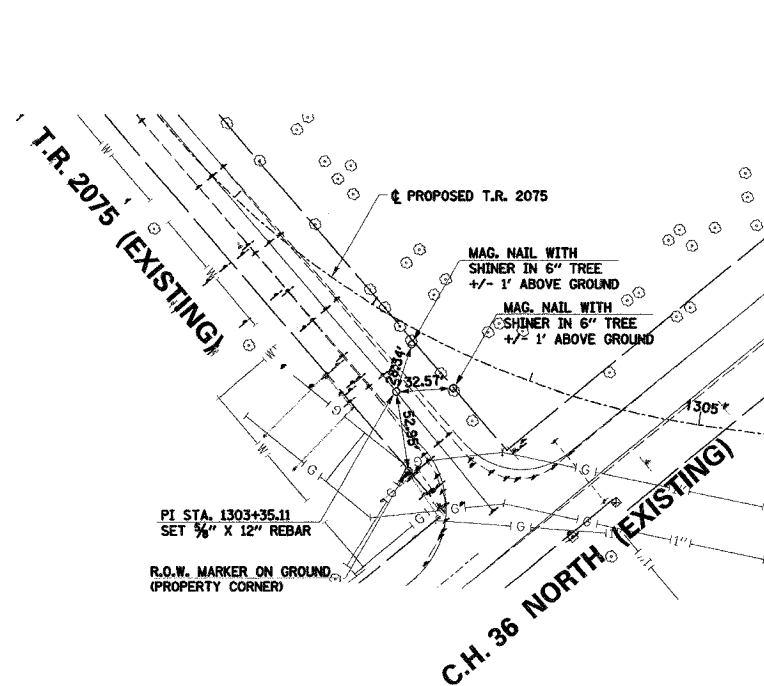 T.R. 2075 (EXISTING)
℄ PROPOSED T.R. 2075
MAG. NAIL WITH
SHINER IN 6" TREE
+/- 1' ABOVE GROUND
MAG. NAIL WITH
SHINER IN 6" TREE
+/- 1' ABOVE GROUND
32.57'
52.95'
1305
PI STA. 1303+35.11
SET 5/8" X 12" REBAR
R.O.W. MARKER ON GROUND
(PROPERTY CORNER)
C.H. 36 NORTH (EXISTING)
W
W
W
W
W
G
G
G
G
G
G
G
G